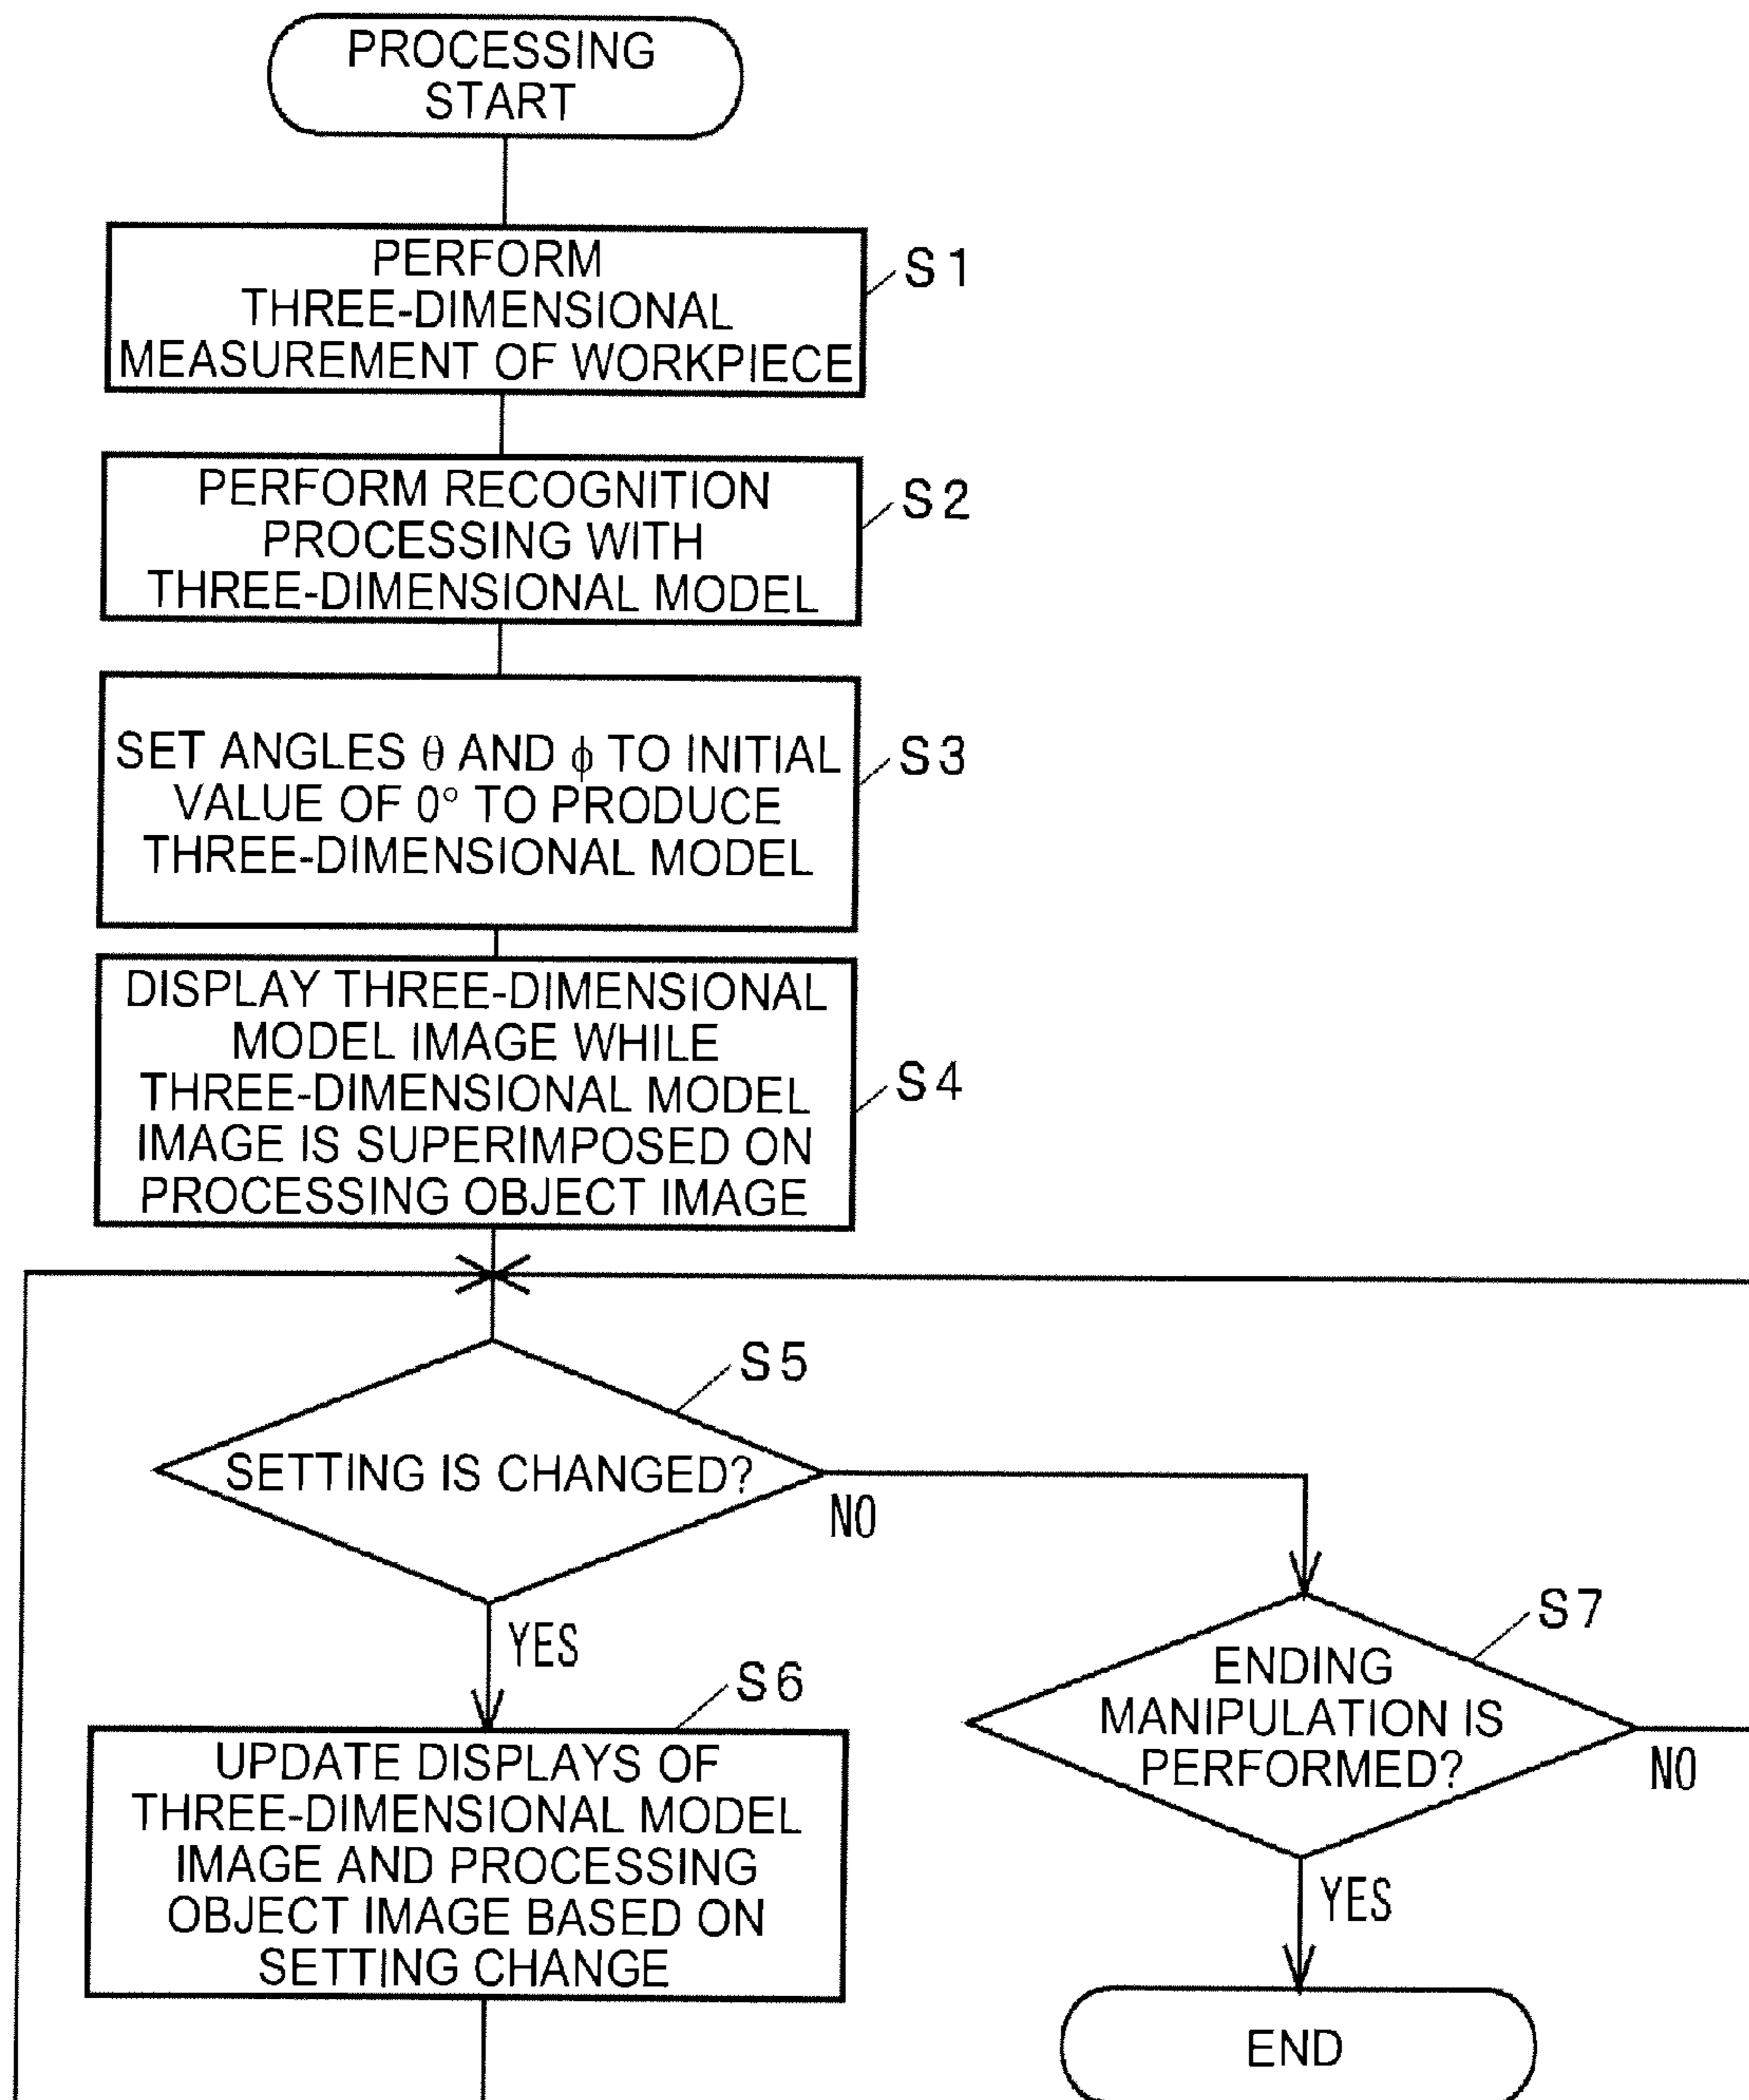 PROCESSING
START
PERFORM
THREE-DIMENSIONAL
MEASUREMENT OF WORKPIECE
S1
PERFORM RECOGNITION
PROCESSING WITH
THREE-DIMENSIONAL MODEL
S2
SET ANGLES θ AND ϕ TO INITIAL
VALUE OF 0° TO PRODUCE
THREE-DIMENSIONAL MODEL
S3
DISPLAY THREE-DIMENSIONAL
MODEL IMAGE WHILE
THREE-DIMENSIONAL MODEL
IMAGE IS SUPERIMPOSED ON
PROCESSING OBJECT IMAGE
S4
S5
SETTING IS CHANGED?
NO
YES
S6
UPDATE DISPLAYS OF
THREE-DIMENSIONAL MODEL
IMAGE AND PROCESSING
OBJECT IMAGE BASED ON
SETTING CHANGE
S7
ENDING
MANIPULATION IS
PERFORMED?
NO
YES
END